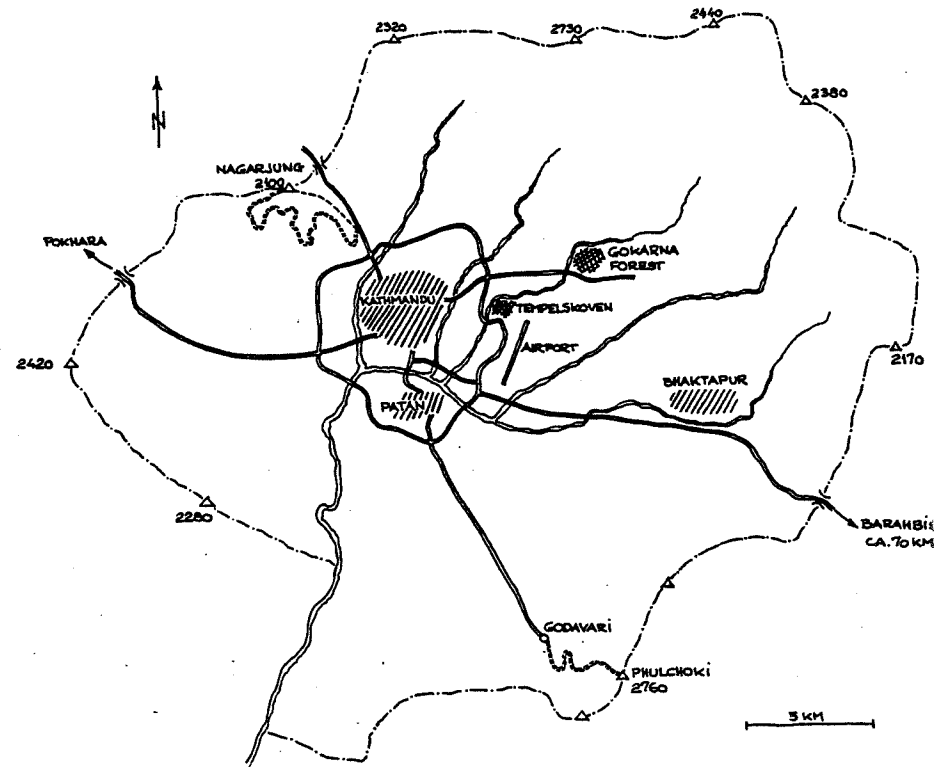 2320
2730
2440
2380
N
NAGARJUNG
2100
POKHARA
GOKARNA
FOREST
KATHMANDU
TEMPELSKOVEN
AIRPORT
2420
2170
BHAKTAPUR
PATAN
2280
BARAHBIS
CA. 70 KM
GODAVARI
PHULCHOKI
2760
5 KM